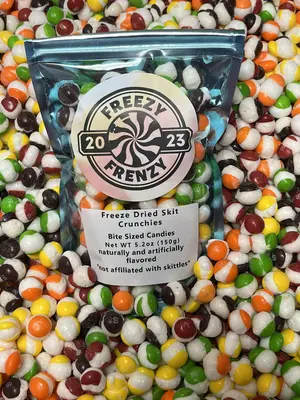 FREEZY
20 23
FRENZY
Freeze Dried Skit
Crunchies
Bite Sized Candies
Net WT 5.2oz (150g)
naturally and artificially
flavored
*not affiliated with skittles*